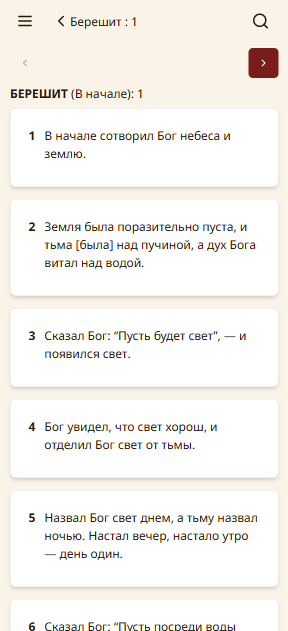 Берешит : 1
БЕРЕШИТ (В начале): 1
1 В начале сотворил Бог небеса и
землю.
2 Земля была поразительно пуста, и
тьма [была] над пучиной, а дух Бога
витал над водой.
3 Сказал Бог: “Пусть будет свет”, — и
появился свет.
4 Бог увидел, что свет хорош, и
отделил Бог свет от тьмы.
5 Назвал Бог свет днем, а тьму назвал
ночью. Настал вечер, настало утро
— день один.
6 Сказал Бог: “Пусть посреди воды